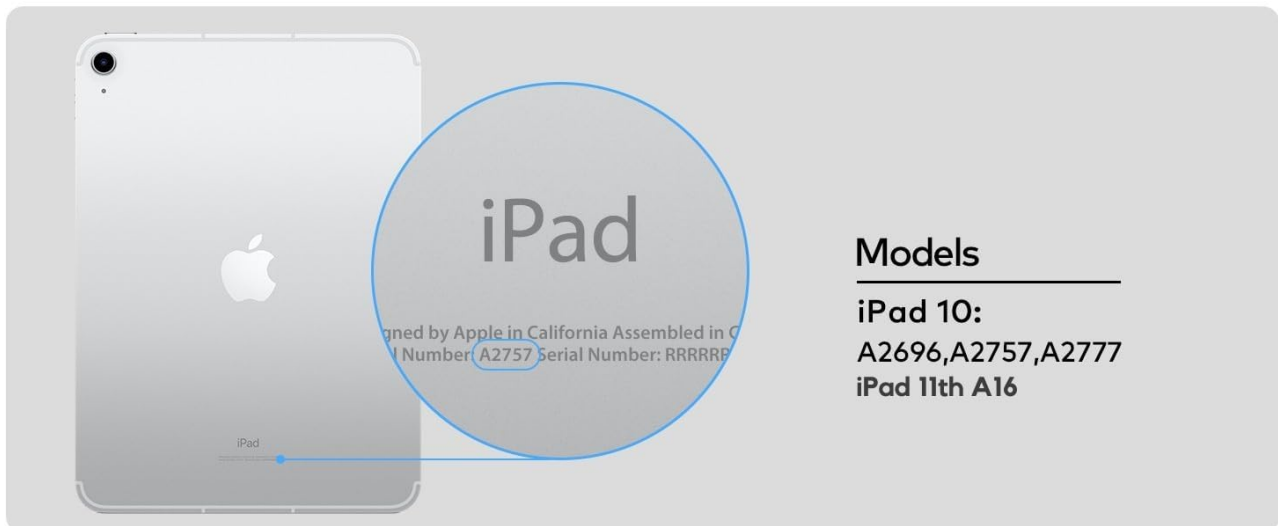 iPad
gned by Apple in California Assembled in C
l Number: A2757 Serial Number: RRRRRR
Models
iPad 10:
A2696,A2757,A2777
iPad 11th A16
iPad